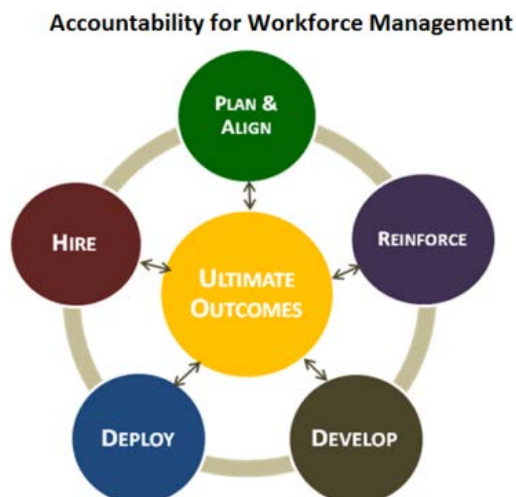 Accountability for Workforce Management
PLAN &
ALIGN
HIRE
REINFORCE
ULTIMATE
OUTCOMES
DEPLOY
DEVELOP